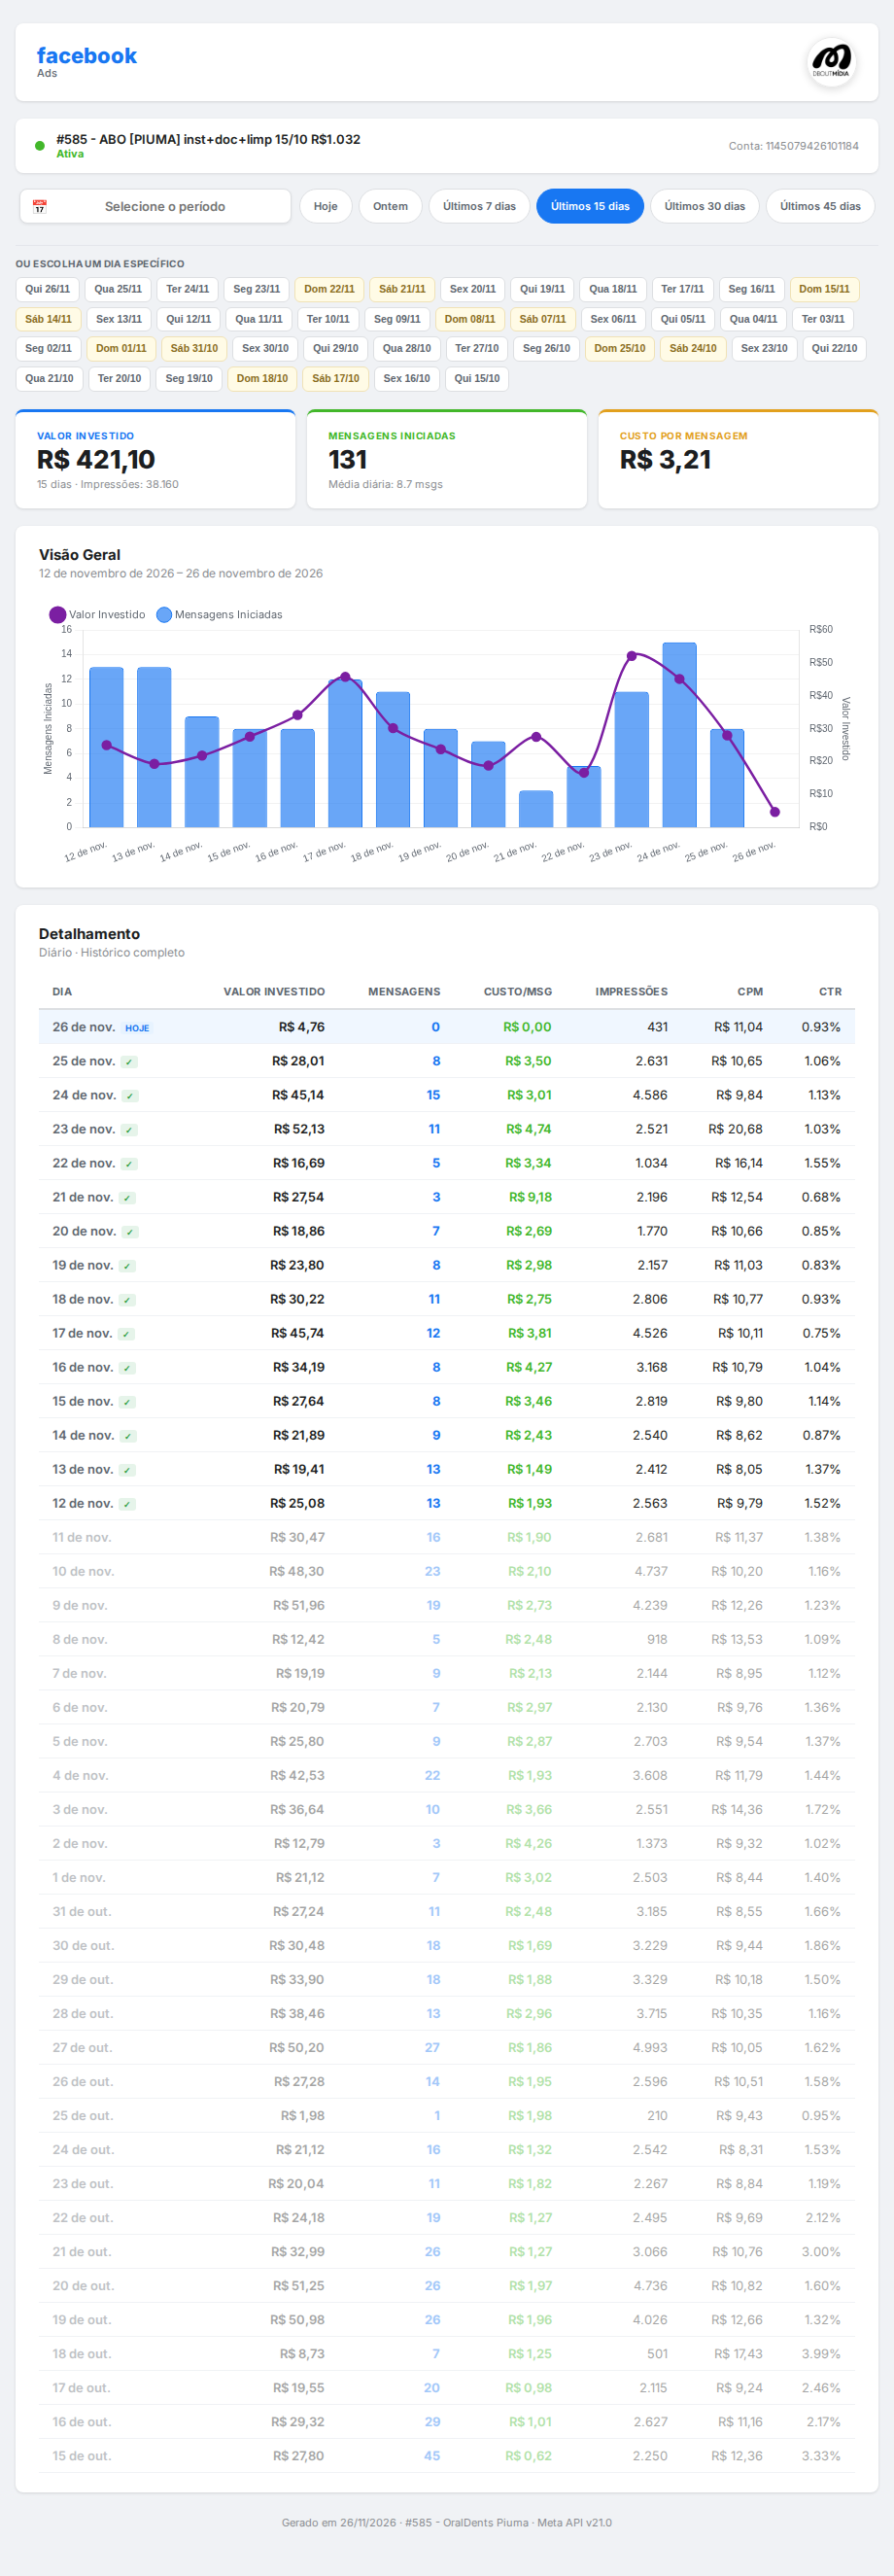 facebook
Ads
DBOUTMÍDIA
#585 - ABO [PIUMA] inst+doc+limp 15/10 R$1.032
Ativa
Conta: 1145079426101184
Selecione o período
Hoje
Ontem
Últimos 7 dias
Últimos 15 dias
Últimos 30 dias
Últimos 45 dias
OU ESCOLHA UM DIA ESPECÍFICO
Qui 26/11 Qua 25/11 Ter 24/11 Seg 23/11 Dom 22/11 Sáb 21/11 Sex 20/11 Qui 19/11 Qua 18/11 Ter 17/11 Seg 16/11 Dom 15/11
Sáb 14/11 Sex 13/11 Qui 12/11 Qua 11/11 Ter 10/11 Seg 09/11 Dom 08/11 Sáb 07/11 Sex 06/11 Qui 05/11 Qua 04/11 Ter 03/11
Seg 02/11 Dom 01/11 Sáb 31/10 Sex 30/10 Qui 29/10 Qua 28/10 Ter 27/10 Seg 26/10 Dom 25/10 Sáb 24/10 Sex 23/10 Qui 22/10
Qua 21/10 Ter 20/10 Seg 19/10 Dom 18/10 Sáb 17/10 Sex 16/10 Qui 15/10
VALOR INVESTIDO
R$ 421,10
15 dias · Impressões: 38.160
MENSAGENS INICIADAS
131
Média diária: 8.7 msgs
CUSTO POR MENSAGEM
R$ 3,21
Visão Geral
12 de novembro de 2026 – 26 de novembro de 2026
Valor Investido
Mensagens Iniciadas
16
14
12
10
8
6
4
2
0
Mensagens Iniciadas
R$60
R$50
R$40
R$30
R$20
R$10
R$0
Valor Investido
12 de nov.
13 de nov.
14 de nov.
15 de nov.
16 de nov.
17 de nov.
18 de nov.
19 de nov.
20 de nov.
21 de nov.
22 de nov.
23 de nov.
24 de nov.
25 de nov.
26 de nov.
Detalhamento
Diário · Histórico completo
DIA VALOR INVESTIDO MENSAGENS CUSTO/MSG IMPRESSÕES CPM CTR
26 de nov. HOJE R$ 4,76 0 R$ 0,00 431 R$ 11,04 0.93%
25 de nov. ✓ R$ 28,01 8 R$ 3,50 2.631 R$ 10,65 1.06%
24 de nov. ✓ R$ 45,14 15 R$ 3,01 4.586 R$ 9,84 1.13%
23 de nov. ✓ R$ 52,13 11 R$ 4,74 2.521 R$ 20,68 1.03%
22 de nov. ✓ R$ 16,69 5 R$ 3,34 1.034 R$ 16,14 1.55%
21 de nov. ✓ R$ 27,54 3 R$ 9,18 2.196 R$ 12,54 0.68%
20 de nov. ✓ R$ 18,86 7 R$ 2,69 1.770 R$ 10,66 0.85%
19 de nov. ✓ R$ 23,80 8 R$ 2,98 2.157 R$ 11,03 0.83%
18 de nov. ✓ R$ 30,22 11 R$ 2,75 2.806 R$ 10,77 0.93%
17 de nov. ✓ R$ 45,74 12 R$ 3,81 4.526 R$ 10,11 0.75%
16 de nov. ✓ R$ 34,19 8 R$ 4,27 3.168 R$ 10,79 1.04%
15 de nov. ✓ R$ 27,64 8 R$ 3,46 2.819 R$ 9,80 1.14%
14 de nov. ✓ R$ 21,89 9 R$ 2,43 2.540 R$ 8,62 0.87%
13 de nov. ✓ R$ 19,41 13 R$ 1,49 2.412 R$ 8,05 1.37%
12 de nov. ✓ R$ 25,08 13 R$ 1,93 2.563 R$ 9,79 1.52%
11 de nov. R$ 30,47 16 R$ 1,90 2.681 R$ 11,37 1.38%
10 de nov. R$ 48,30 23 R$ 2,10 4.737 R$ 10,20 1.16%
9 de nov. R$ 51,96 19 R$ 2,73 4.239 R$ 12,26 1.23%
8 de nov. R$ 12,42 5 R$ 2,48 918 R$ 13,53 1.09%
7 de nov. R$ 19,19 9 R$ 2,13 2.144 R$ 8,95 1.12%
6 de nov. R$ 20,79 7 R$ 2,97 2.130 R$ 9,76 1.36%
5 de nov. R$ 25,80 9 R$ 2,87 2.703 R$ 9,54 1.37%
4 de nov. R$ 42,53 22 R$ 1,93 3.608 R$ 11,79 1.44%
3 de nov. R$ 36,64 10 R$ 3,66 2.551 R$ 14,36 1.72%
2 de nov. R$ 12,79 3 R$ 4,26 1.373 R$ 9,32 1.02%
1 de nov. R$ 21,12 7 R$ 3,02 2.503 R$ 8,44 1.40%
31 de out. R$ 27,24 11 R$ 2,48 3.185 R$ 8,55 1.66%
30 de out. R$ 30,48 18 R$ 1,69 3.229 R$ 9,44 1.86%
29 de out. R$ 33,90 18 R$ 1,88 3.329 R$ 10,18 1.50%
28 de out. R$ 38,46 13 R$ 2,96 3.715 R$ 10,35 1.16%
27 de out. R$ 50,20 27 R$ 1,86 4.993 R$ 10,05 1.62%
26 de out. R$ 27,28 14 R$ 1,95 2.596 R$ 10,51 1.58%
25 de out. R$ 1,98 1 R$ 1,98 210 R$ 9,43 0.95%
24 de out. R$ 21,12 16 R$ 1,32 2.542 R$ 8,31 1.53%
23 de out. R$ 20,04 11 R$ 1,82 2.267 R$ 8,84 1.19%
22 de out. R$ 24,18 19 R$ 1,27 2.495 R$ 9,69 2.12%
21 de out. R$ 32,99 26 R$ 1,27 3.066 R$ 10,76 3.00%
20 de out. R$ 51,25 26 R$ 1,97 4.736 R$ 10,82 1.60%
19 de out. R$ 50,98 26 R$ 1,96 4.026 R$ 12,66 1.32%
18 de out. R$ 8,73 7 R$ 1,25 501 R$ 17,43 3.99%
17 de out. R$ 19,55 20 R$ 0,98 2.115 R$ 9,24 2.46%
16 de out. R$ 29,32 29 R$ 1,01 2.627 R$ 11,16 2.17%
15 de out. R$ 27,80 45 R$ 0,62 2.250 R$ 12,36 3.33%
Gerado em 26/11/2026 · #585 - OralDents Piuma · Meta API v21.0